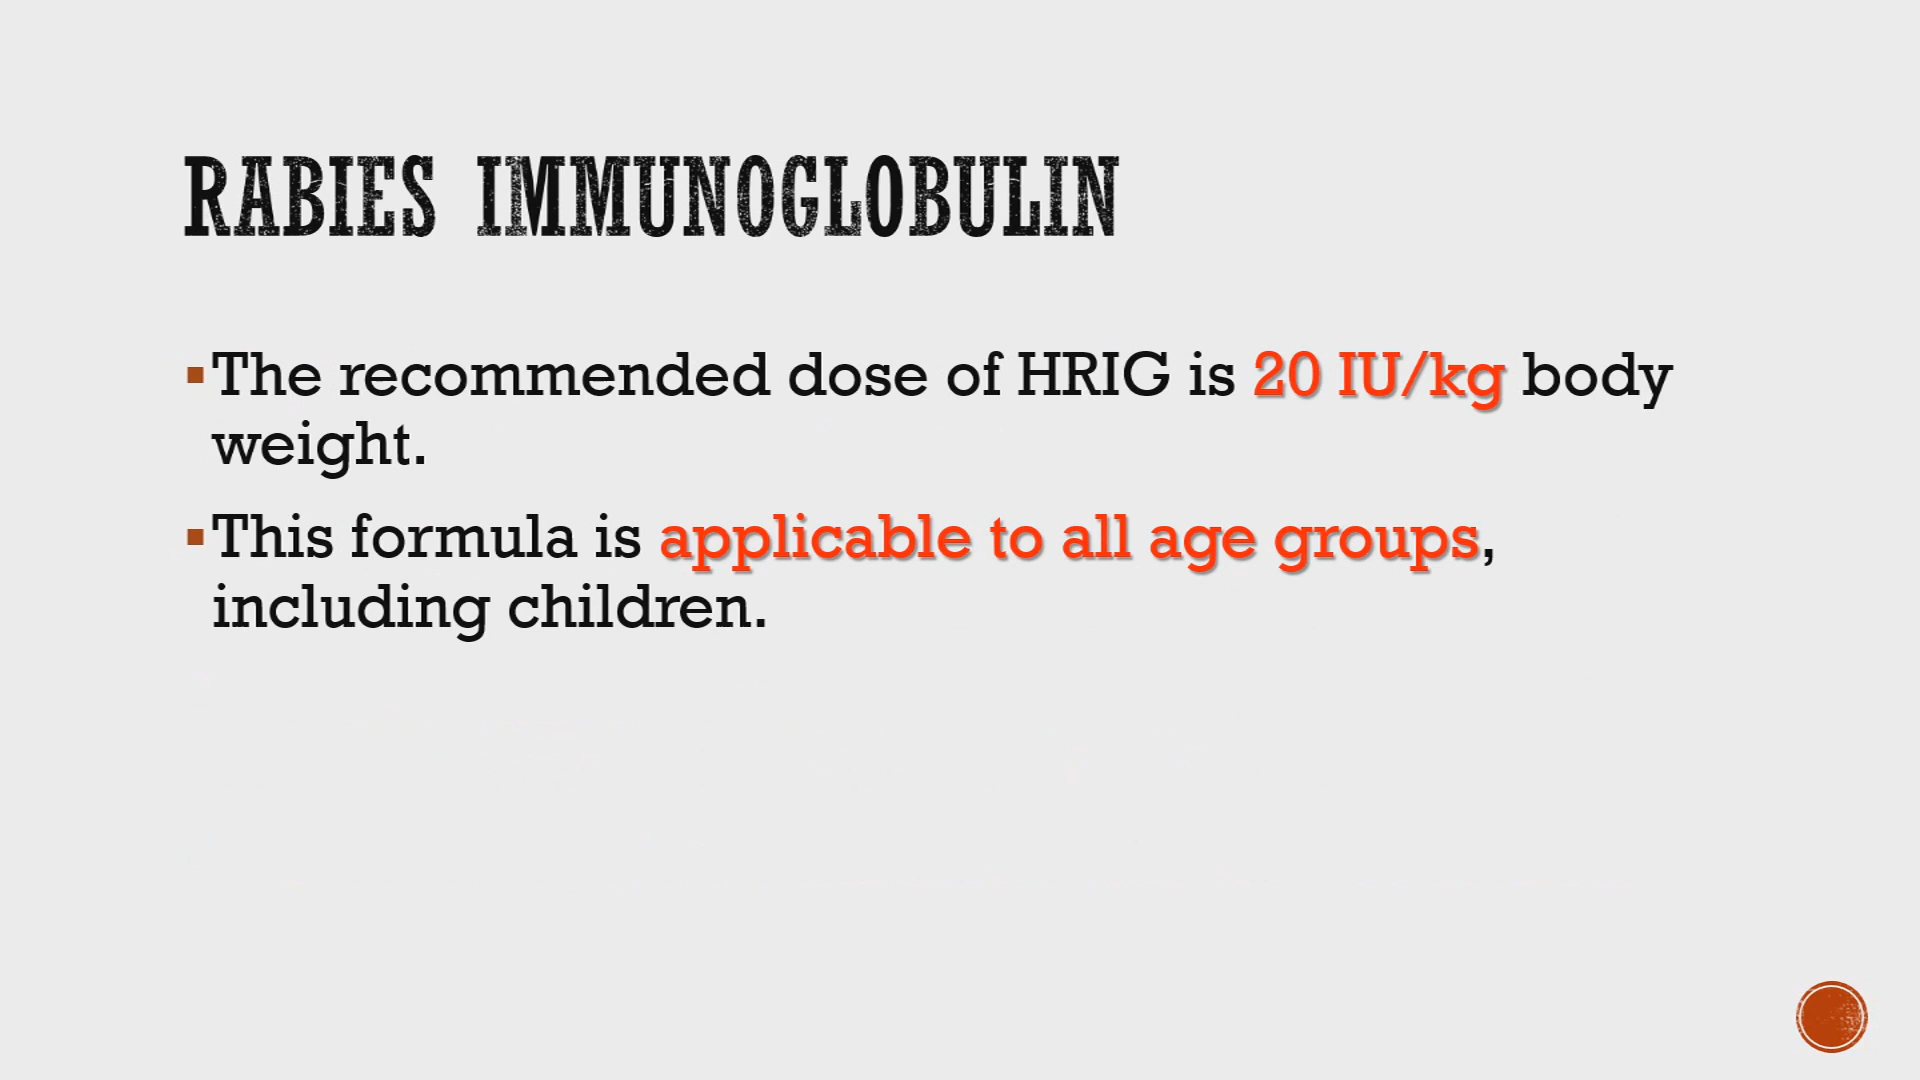 RABIES IMMUNOGLOBULIN
▪The recommended dose of HRIG is 20 IU/kg body
weight.
▪This formula is applicable to all age groups,
including children.